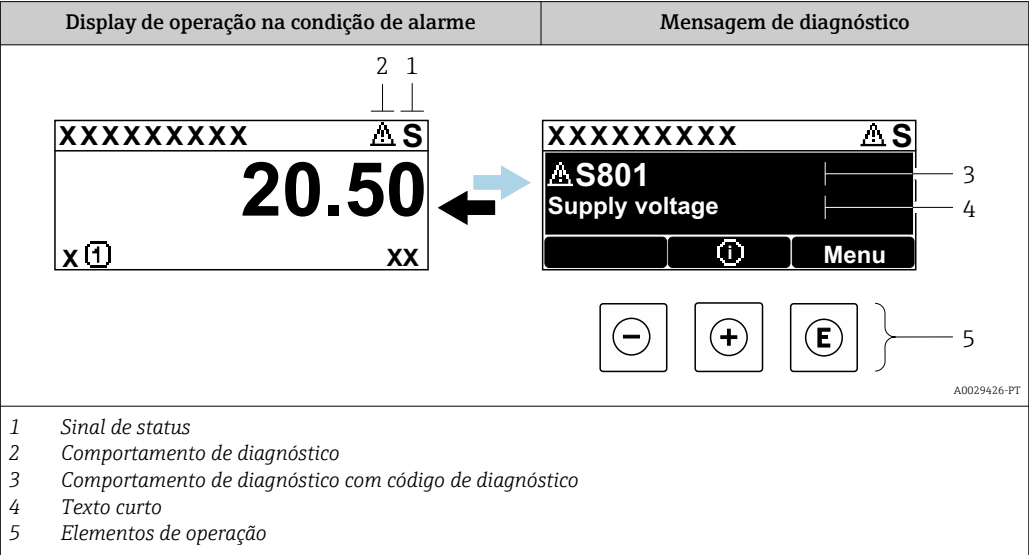 Display de operação na condição de alarme
Mensagem de diagnóstico
2 1
XXXXXXXXX S
20.50
x 1 xx
XXXXXXXXX S
S801
Supply voltage
i Menu
3
4
- + E
5
A0029426-PT
1 Sinal de status
2 Comportamento de diagnóstico
3 Comportamento de diagnóstico com código de diagnóstico
4 Texto curto
5 Elementos de operação